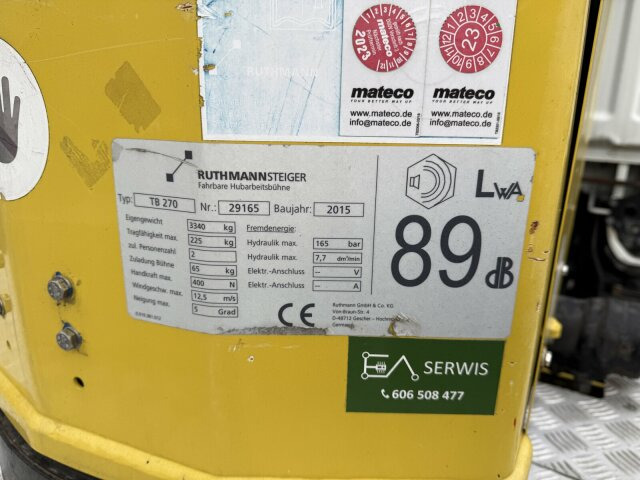 RUTHMANN
2023
mateco
mateco
YOUR BETTER WAY UP
www.mateco.de
info@mateco.de
23
mateco
YOUR BETTER WAY UP
www.mateco.de
info@mateco.de
RUTHMANNSTEIGER
Fahrbare Hubarbeitsbühne
Typ: TB 270 Nr.: 29165 Baujahr: 2015
Eigengewicht 3340 kg
Tragfähigkeit max. 225 kg
zul. Personenzahl 2
Zuladung Bühne 65 kg
Handkraft max. 400 N
Windgeschw. max. 12,5 m/s
Neigung max. 5 Grad
Fremdenergie:
Hydraulik max. 165 bar
Hydraulik max. 7,7 dm³/min
Elektr.-Anschluss – V
Elektr.-Anschluss – A
CE
Ruthmann GmbH & Co. KG
Von-Braun-Str. 4
D-48712 Gescher - Hochmoor
Germany
LWA
89 dB
EA SERWIS
606 508 477